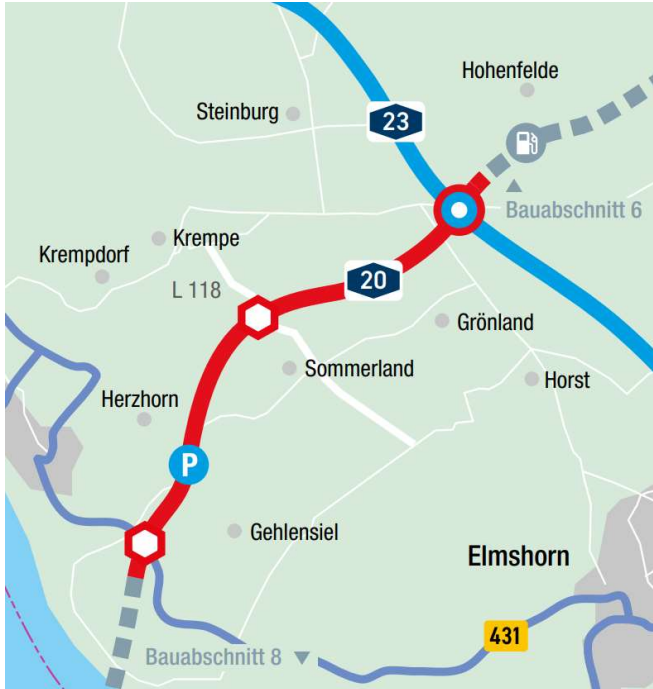 Hohenfelde
Steinburg
23
Bauabschnitt 6
Krempe
Krempdorf
L 118
20
Grönland
Sommerland
Horst
Herzhorn
P
Gehlensiel
Elmshorn
431
Bauabschnitt 8